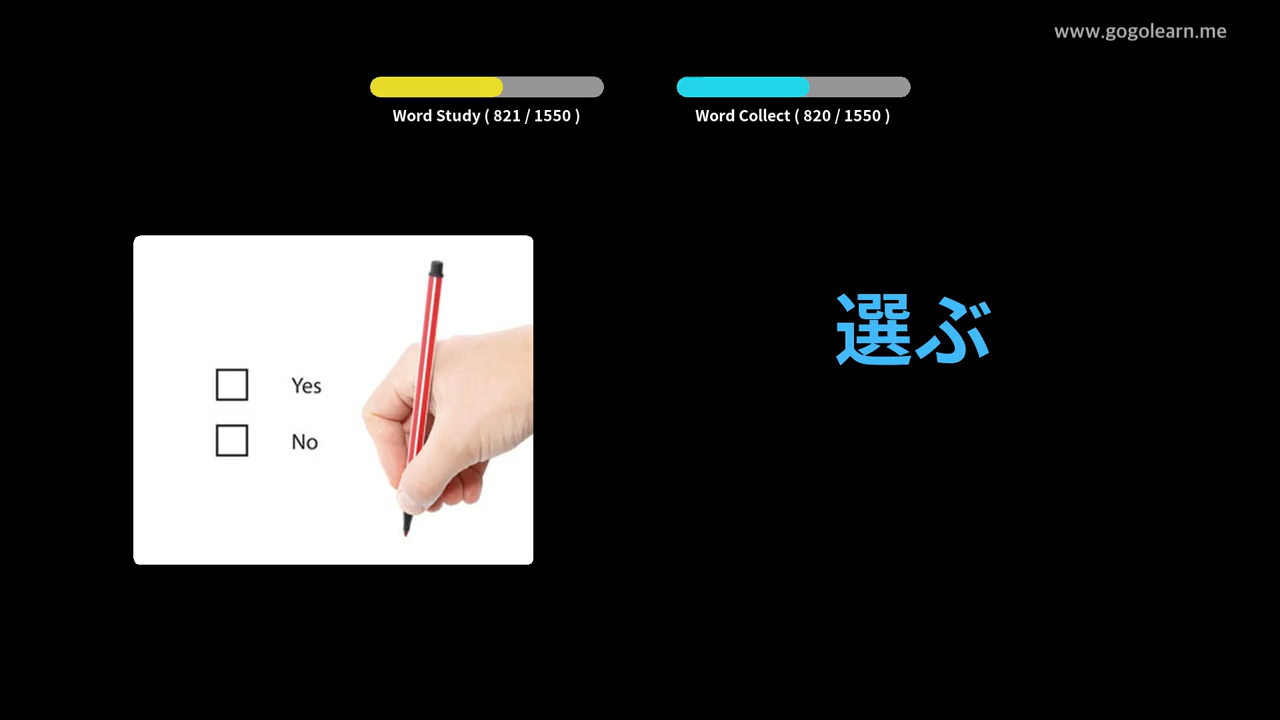 www.gogolearn.me
Word Study ( 821 / 1550 )
Word Collect ( 820 / 1550 )
Yes
No
選ぶ